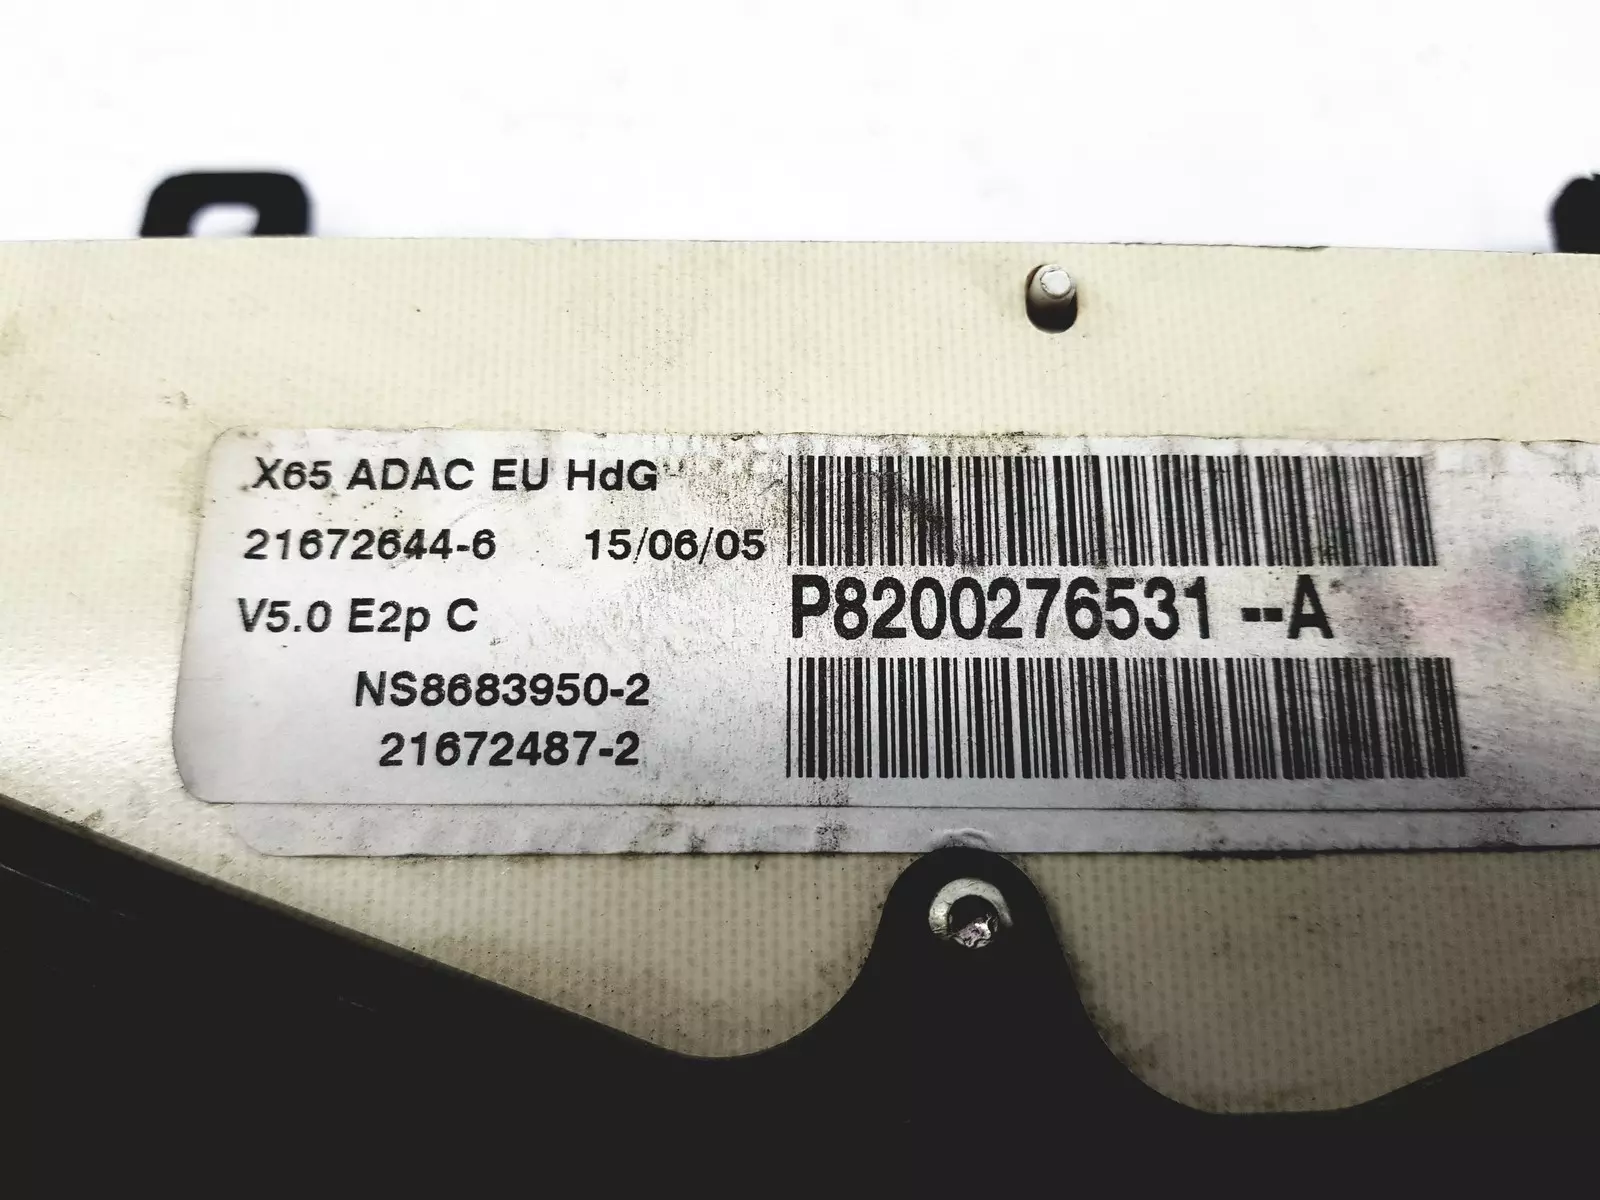 X65 ADAC EU HdG
21672644-6 15/06/05
V5.0 E2p C
NS8683950-2
21672487-2
P8200276531 --A